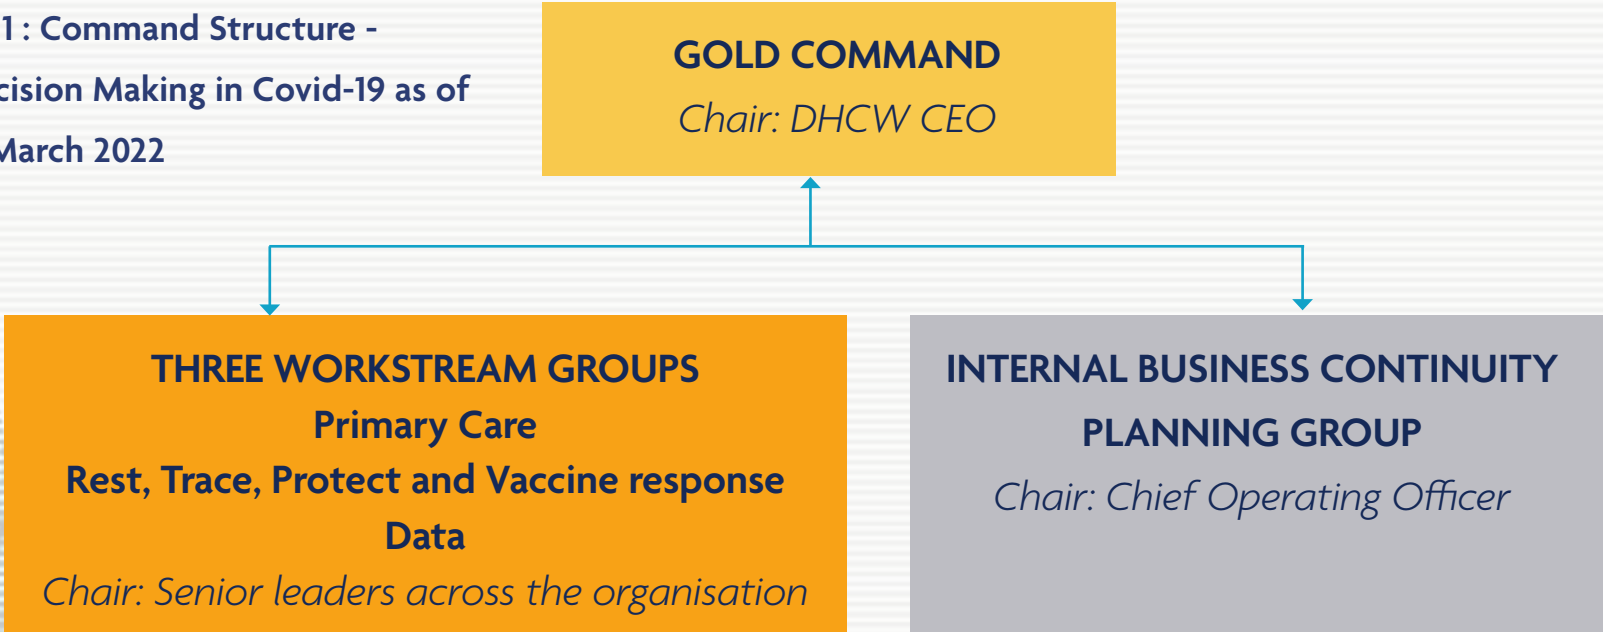 1 : Command Structure -
cision Making in Covid-19 as of
March 2022
GOLD COMMAND
Chair: DHCW CEO
THREE WORKSTREAM GROUPS
Primary Care
Rest, Trace, Protect and Vaccine response
Data
Chair: Senior leaders across the organisation
INTERNAL BUSINESS CONTINUITY
PLANNING GROUP
Chair: Chief Operating Officer